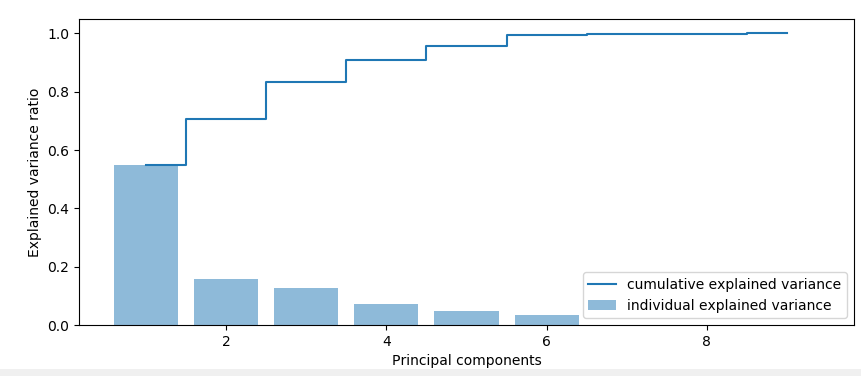 1.0
0.8
0.6
0.4
0.2
0.0
Explained variance ratio
cumulative explained variance
individual explained variance
2 4 6 8
Principal components